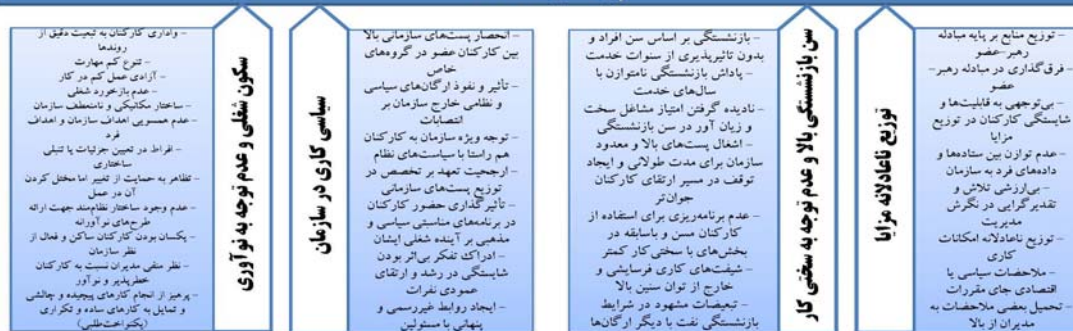 توزیع ناعادلانه مزایا
- توزیع منابع بر پایه مبادله
رهبر-عضو
- فرق‌گذاری در مبادله رهبر-
عضو
- بی‌توجهی به قابلیت‌ها و
شایستگی کارکنان در توزیع
مزایا
- عدم توازن بین ستاده‌ها و
داده‌های فرد به سازمان
- بی‌ارزشی تلاش و
تقدیرگرایی در نگرش
مدیریت
- توزیع ناعادلانه امکانات
کاری
- ملاحضات سیاسی یا
اقتصادی جای مقررات
- تحمیل بعضی ملاحضات به
مدیران از بالا
سن بازنشستگی بالا و عدم توجه به سختی کار
- بازنشستگی بر اساس سن افراد و
بدون تاثیرپذیری از سنوات خدمت
- پاداش بازنشستگی نامتوازن با
سال‌های خدمت
- نادیده گرفتن امتیاز مشاغل سخت
و زیان آور در سن بازنشستگی
- اشغال پست‌های بالا و معدود
سازمان برای مدت طولانی و ایجاد
توقف در مسیر ارتقای کارکنان
جوان‌تر
- عدم برنامه‌ریزی برای استفاده از
کارکنان مسن و باسابقه در
بخش‌های با سختی کار کمتر
- شیفت‌های کاری فرسایشی و
خارج از توان سنین بالا
- تبعیضات مشهود در شرایط
بازنشستگی نفت با دیگر ارگان‌ها
سیاسی کاری در سازمان
- انحصار پست‌های سازمانی بالا
بین کارکنان عضو در گروه‌های
خاص
- تأثیر و نفوذ ارگان‌های سیاسی
و نظامی خارج سازمان بر
انتصابات
- توجه ویژه سازمان به کارکنان
هم راستا با سیاست‌های نظام
- ارجحیت تعهد بر تخصص در
توزیع پست‌های سازمانی
- تأثیرگذاری حضور کارکنان
در برنامه‌های مناسبتی سیاسی و
مذهبی بر آینده شغلی ایشان
- ادراک تفکر بی‌اثر بودن
شایستگی در رشد و ارتقای
عمودی نفرات
- ایجاد روابط غیررسمی و
پنهانی با مسئولین
سکون شغلی و عدم توجه به نوآوری
- واداری کارکنان به تبعیت دقیق از
روندها
- تنوع کم مهارت
- آزادی عمل کم در کار
- عدم بازخورد شغلی
- ساختار مکانیکی و نامنعطف سازمان
- عدم همسویی اهداف سازمان و اهداف
فرد
- افراط در تعیین جزئیات یا تنبلی
ساختاری
- تظاهر به حمایت از تغییر اما مختل کردن
آن در عمل
- عدم وجود ساختار نظام‌مند جهت ارائه
طرح‌های نوآورانه
- یکسان بودن کارکنان ساکن و فعال از
نظر سازمان
- نظر منفی مدیران نسبت به کارکنان
خطرپذیر و نوآور
- پرهیز از انجام کارهای پیچیده و چالشی
و تمایل به کارهای ساده و تکراری
(یکنواخت‌طلبی)